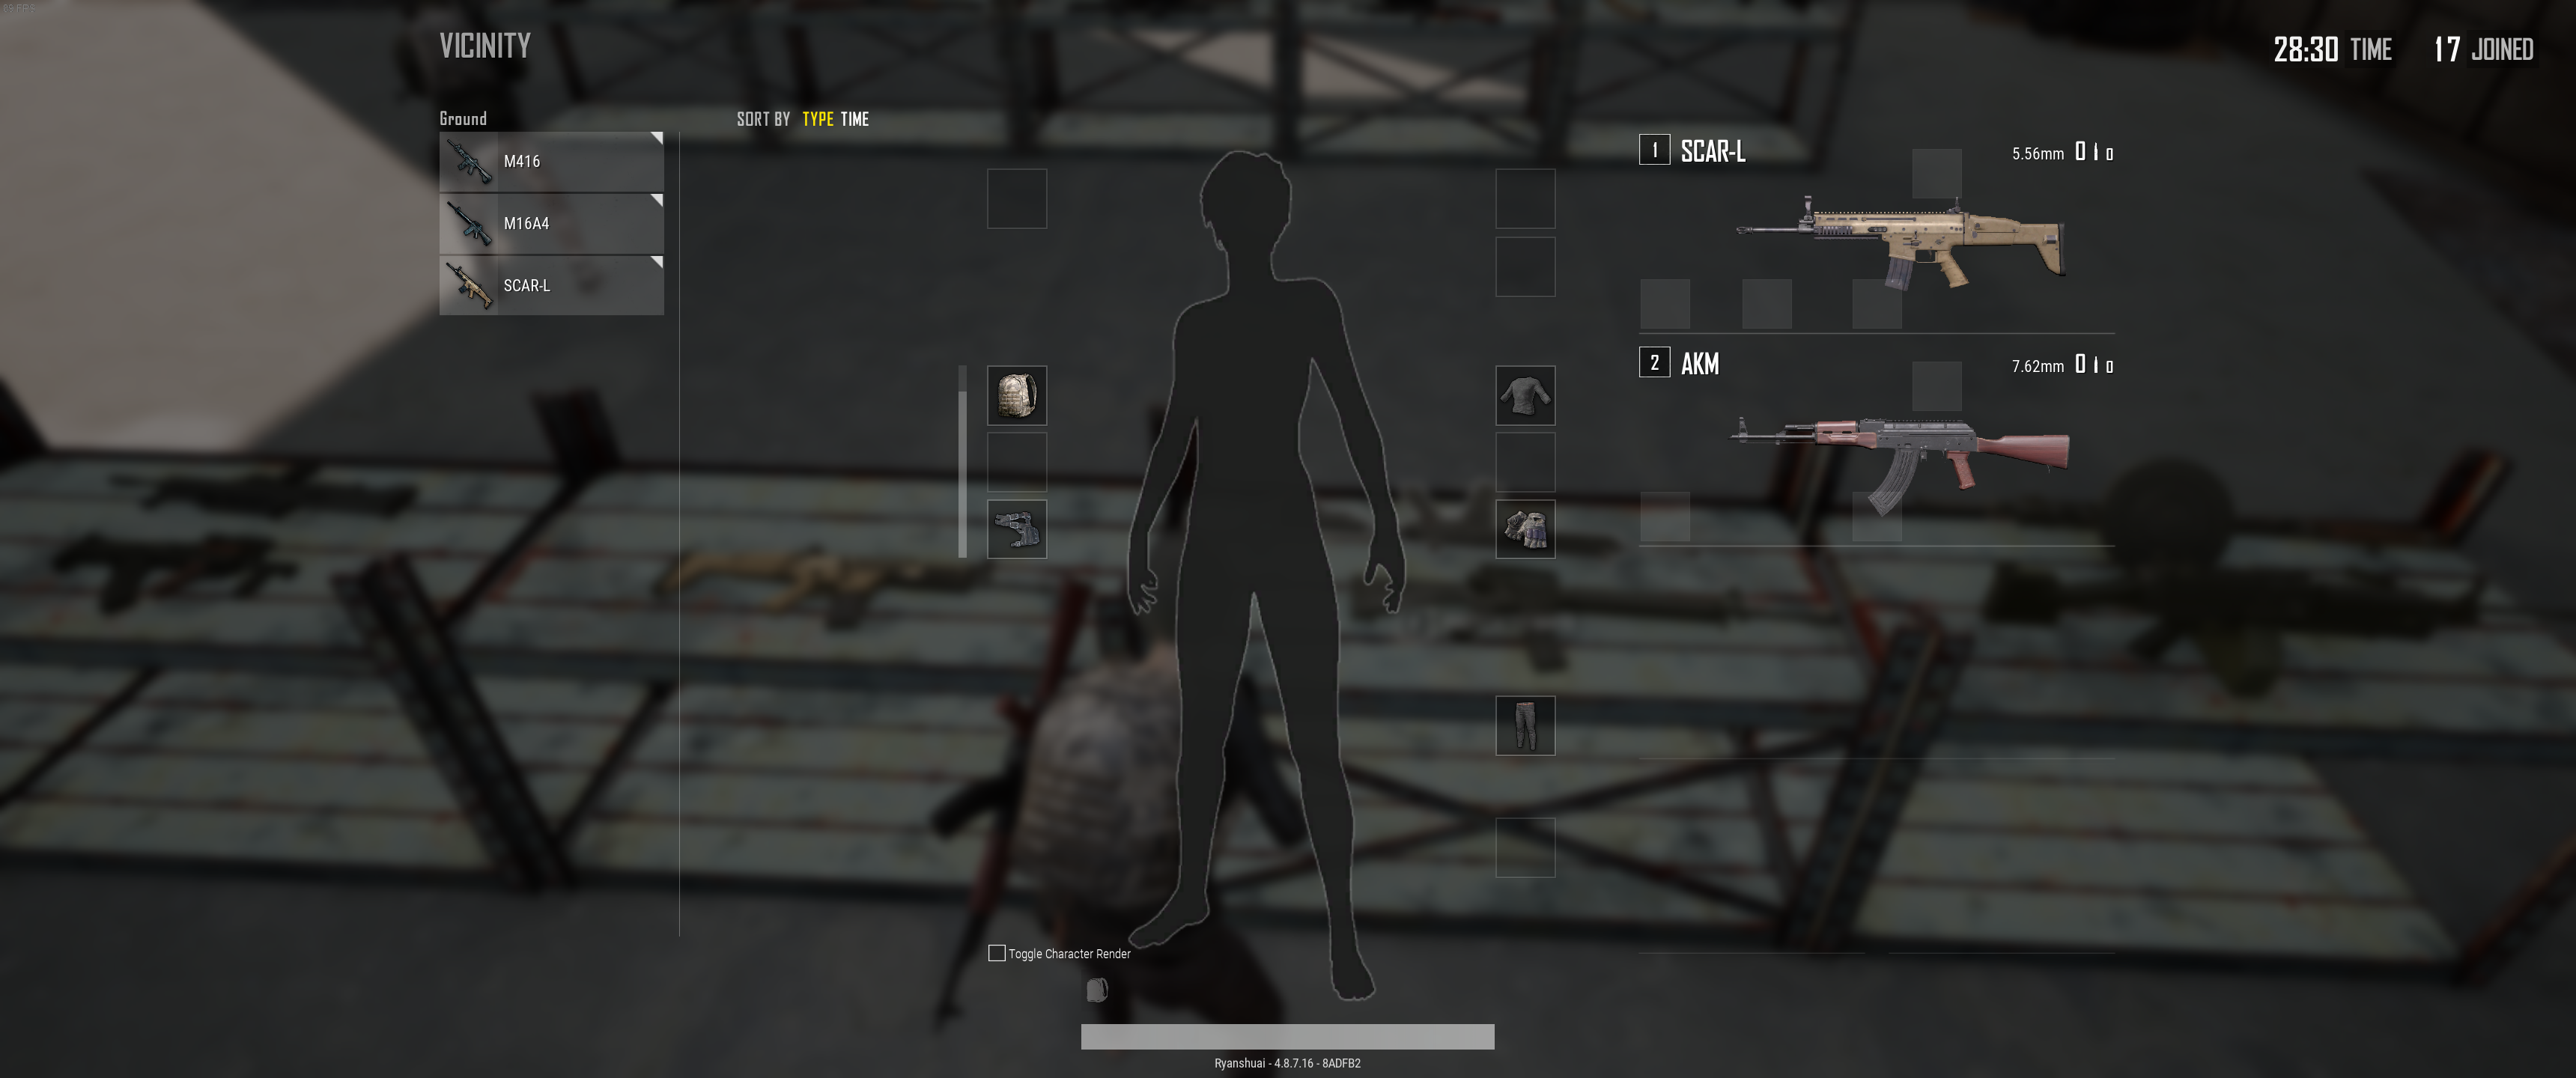 VICINITY
28:30 TIME 17 JOINED
Ground
SORT BY TYPE TIME
M416
M16A4
SCAR-L
1 SCAR-L 5.56mm 0 0
2 AKM 7.62mm 0 0
Toggle Character Render
Ryanshuai - 4.8.7.16 - 8ADFB2